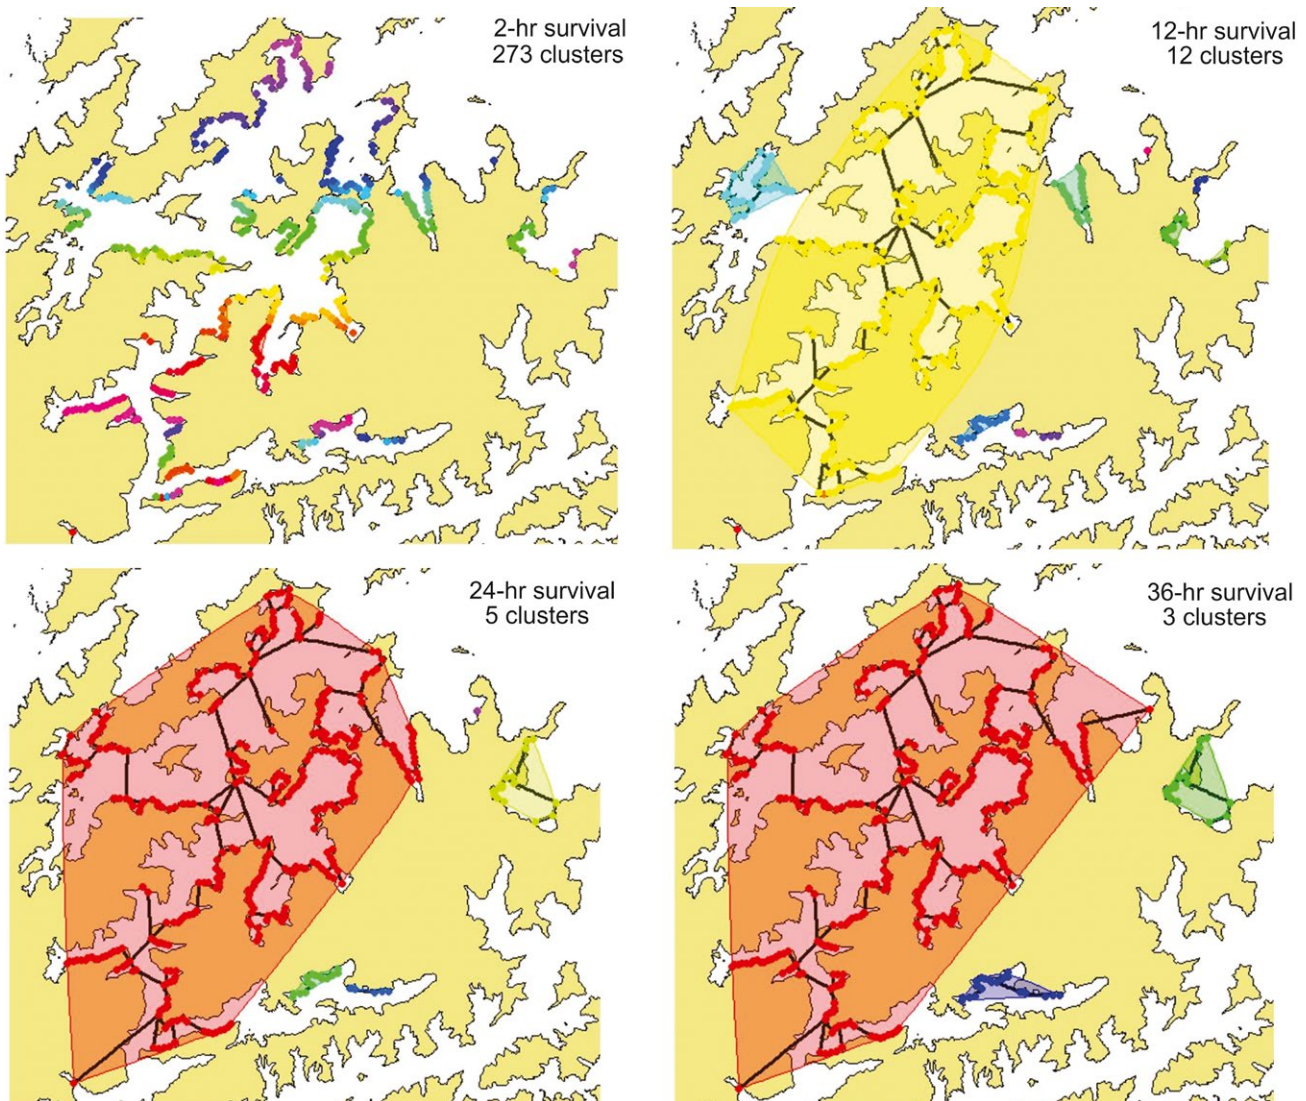 2-hr survival
273 clusters
12-hr survival
12 clusters
24-hr survival
5 clusters
36-hr survival
3 clusters